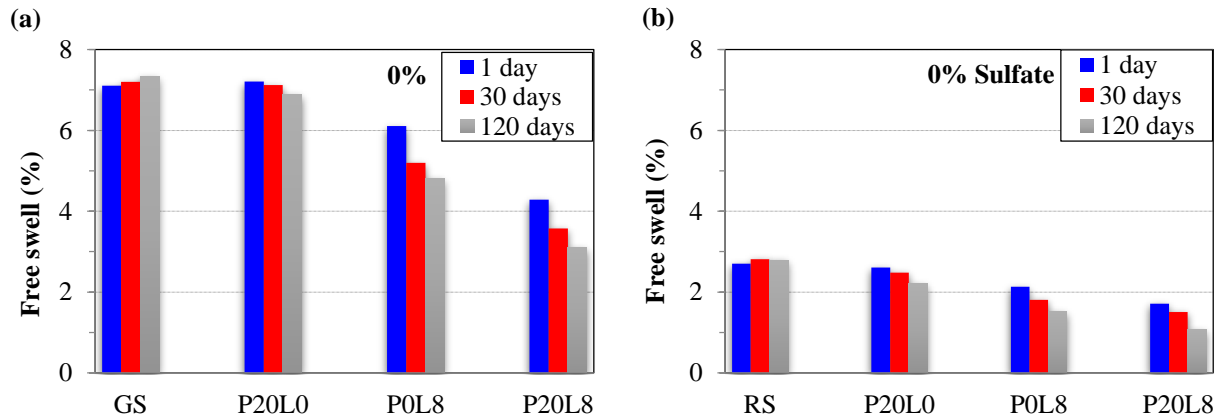 (a)
Free swell (%)
8
6
4
2
0
0%
1 day
30 days
120 days
GS P20L0 P0L8 P20L8
(b)
Free swell (%)
8
6
4
2
0
0% Sulfate
1 day
30 days
120 days
RS P20L0 P0L8 P20L8